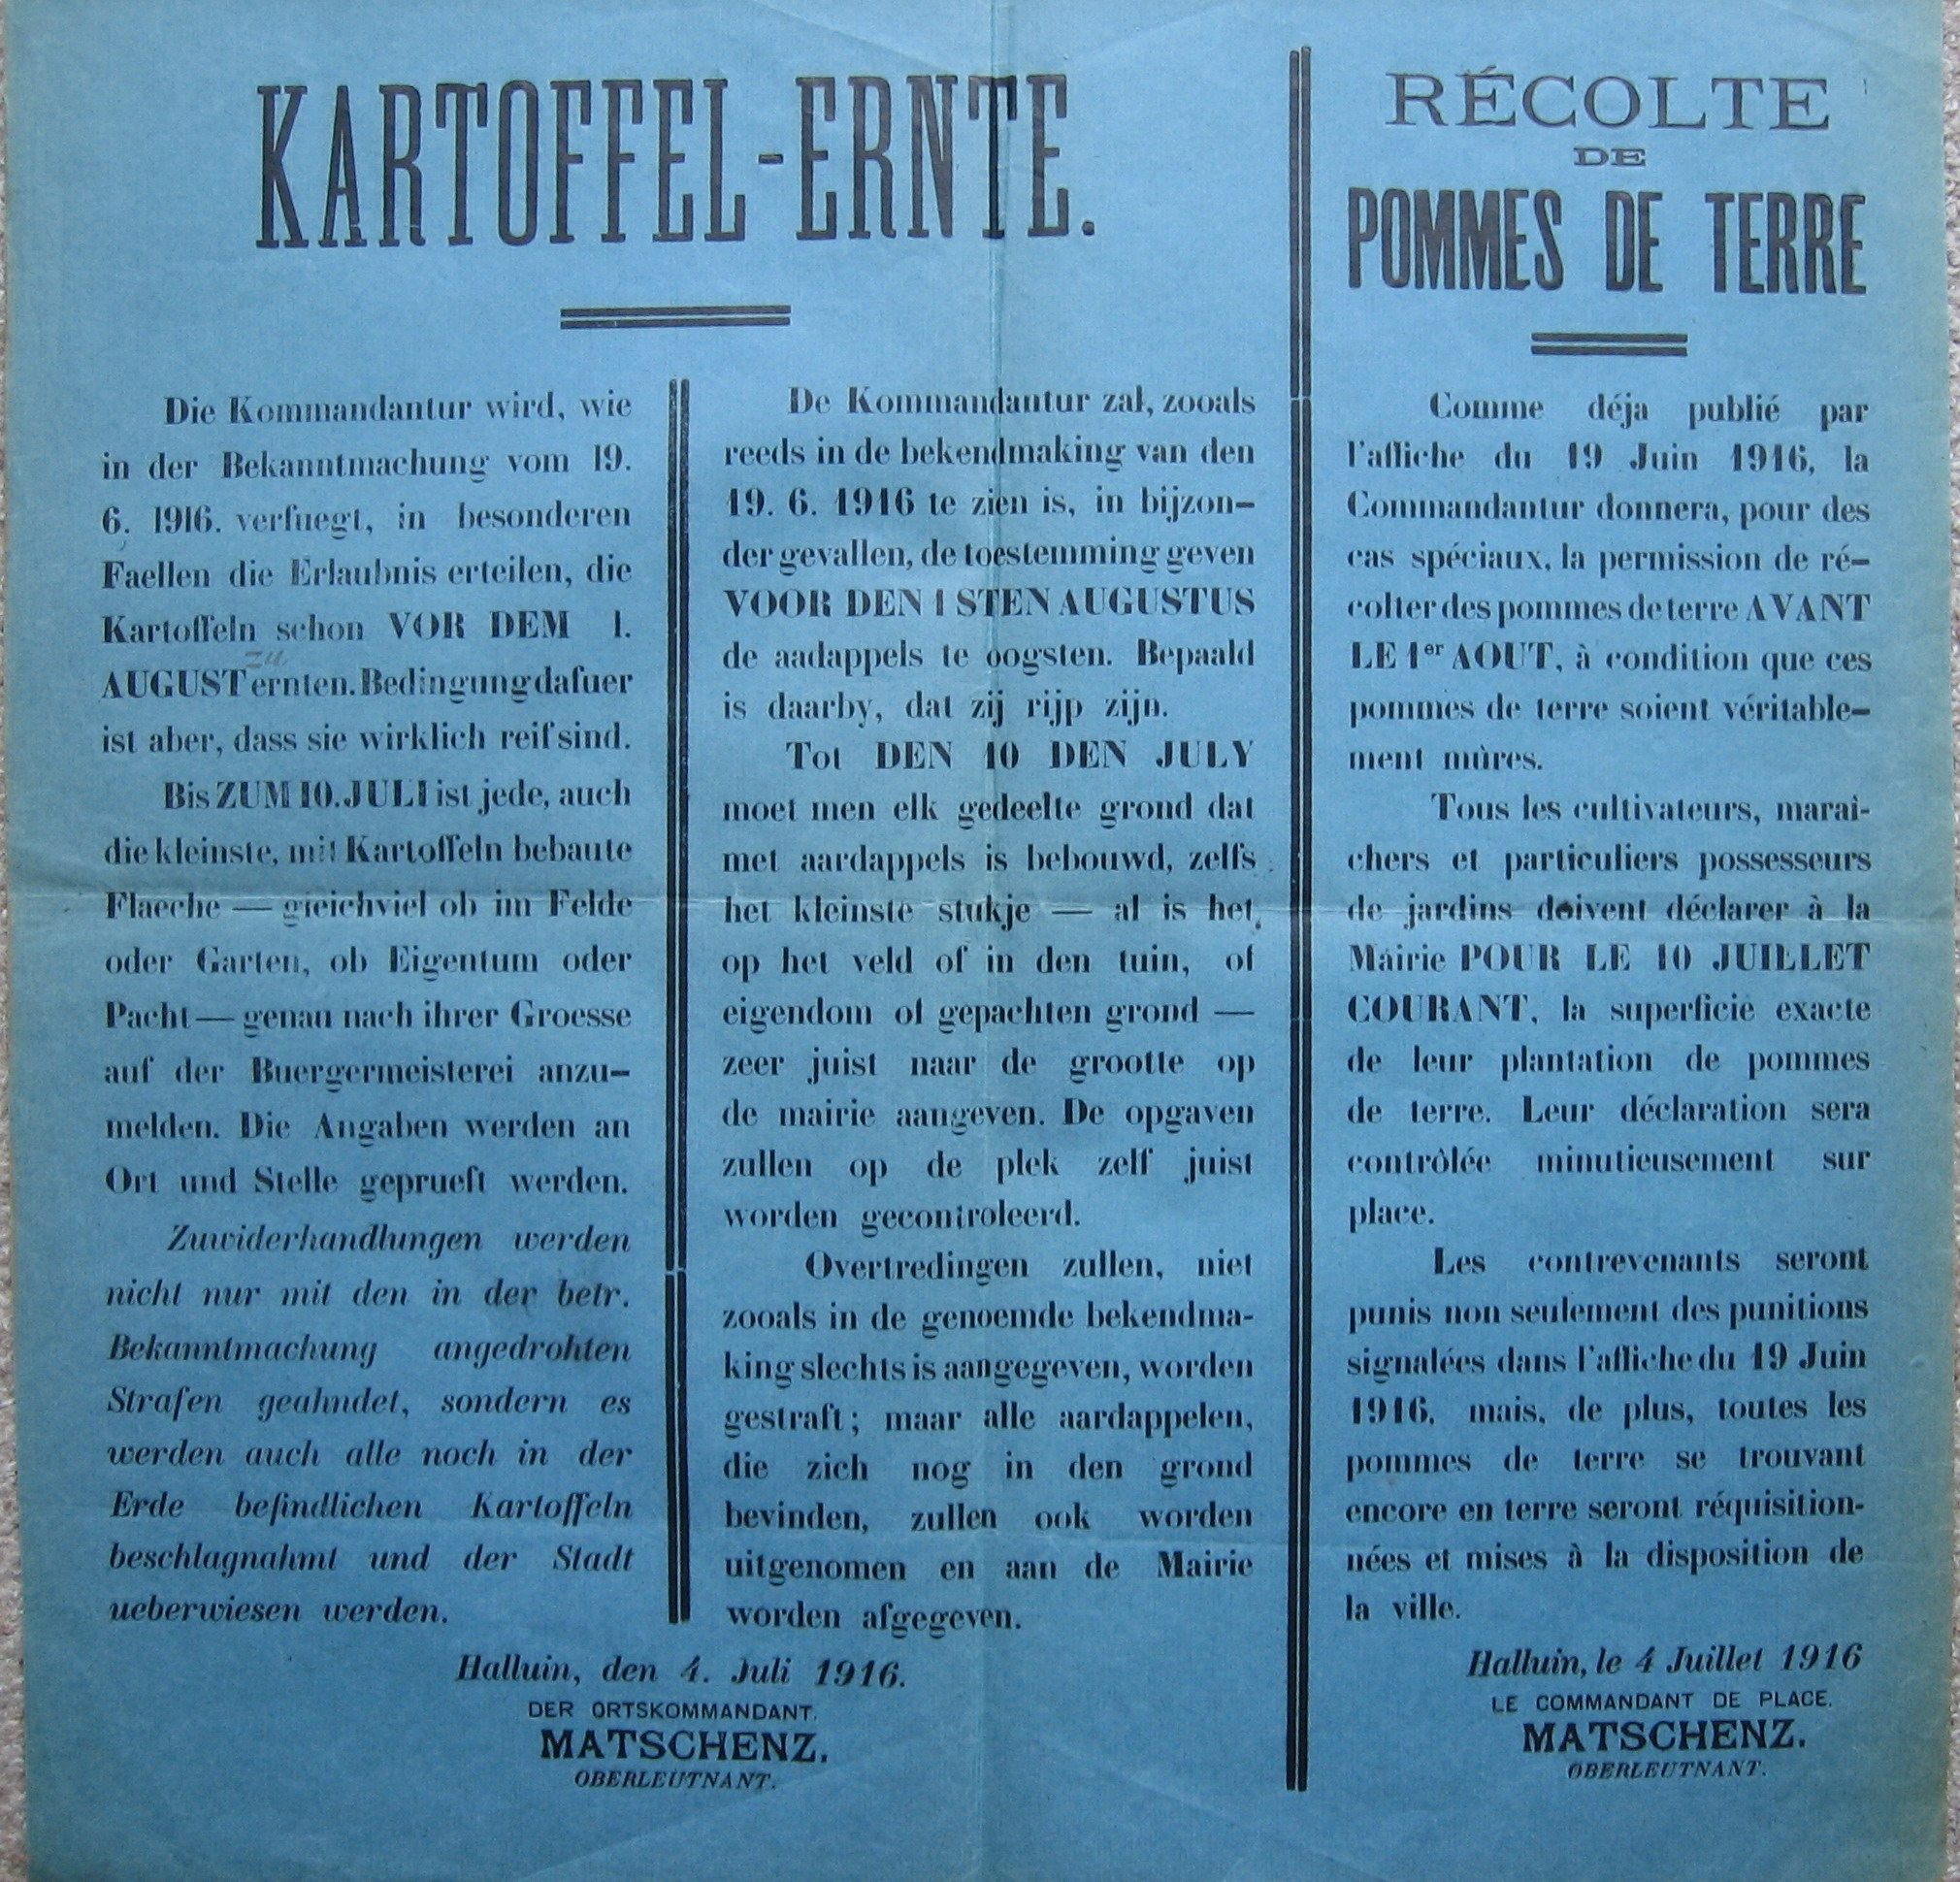 KARTOFFEL-ERNTE.
Die Kommandantur wird, wie
in der Bekanntmachung vom 19.
6. 1916. verfuegt, in besonderen
Faellen die Erlaubnis erteilen, die
Kartoffeln schon VOR DEM 1.
zu
AUGUST ernten. Bedingung dafuer
ist aber, dass sie wirklich reif sind.
Bis ZUM 10. JULI ist jede, auch
die kleinste, mit Kartoffeln bebaute
Flaeche — gleichviel ob im Felde
oder Garten, ob Eigentum oder
Pacht — genau nach ihrer Groesse
auf der Buergermeisterei anzu-
melden. Die Angaben werden an
Ort und Stelle geprueft werden.
Zuwiderhandlungen werden
nicht nur mit den in der betr.
Bekanntmachung angedrohten
Strafen geahndet, sondern es
werden auch alle noch in der
Erde befindlichen Kartoffeln
beschlagnahmt und der Stadt
ueberwiesen werden.
De Kommandantur zal, zooals
reeds in de bekendmaking van den
19. 6. 1916 te zien is, in bijzon-
der gevallen, de toestemming geven
VOOR DEN 1 STEN AUGUSTUS
de aadappels te oogsten. Bepaald
is daarby, dat zij rijp zijn.
Tot DEN 10 DEN JULY
moet men elk gedeelte grond dat
met aardappels is bebouwd, zelfs
het kleinste stukje — al is het
op het veld of in den tuin, of
eigendom of gepachten grond —
zeer juist naar de grootte op
de mairie aangeven. De opgaven
zullen op de plek zelf juist
worden gecontroleerd.
Overtredingen zullen, niet
zooals in de genoemde bekendma-
king slechts is aangegeven, worden
gestraft; maar alle aardappelen,
die zich nog in den grond
bevinden, zullen ook worden
uitgenomen en aan de Mairie
worden afgegeven.
Halluin, den 4. Juli 1916.
DER ORTSKOMMANDANT.
MATSCHENZ.
OBERLEUTNANT.
RÉCOLTE
DE
POMMES DE TERRE
Comme déja publié par
l'affiche du 19 Juin 1916, la
Commandantur donnera, pour des
cas spéciaux, la permission de ré-
colter des pommes de terre AVANT
LE 1er AOUT, à condition que ces
pommes de terre soient véritable-
ment mûres.
Tous les cultivateurs, maraî-
chers et particuliers possesseurs
de jardins doivent déclarer à la
Mairie POUR LE 10 JUILLET
COURANT, la superficie exacte
de leur plantation de pommes
de terre. Leur déclaration sera
contrôlée minutieusement sur
place.
Les contrevenants seront
punis non seulement des punitions
signalées dans l'affiche du 19 Juin
1916, mais, de plus, toutes les
pommes de terre se trouvant
encore en terre seront réquisition-
nées et mises à la disposition de
la ville.
Halluin, le 4 Juillet 1916
LE COMMANDANT DE PLACE.
MATSCHENZ.
OBERLEUTNANT.